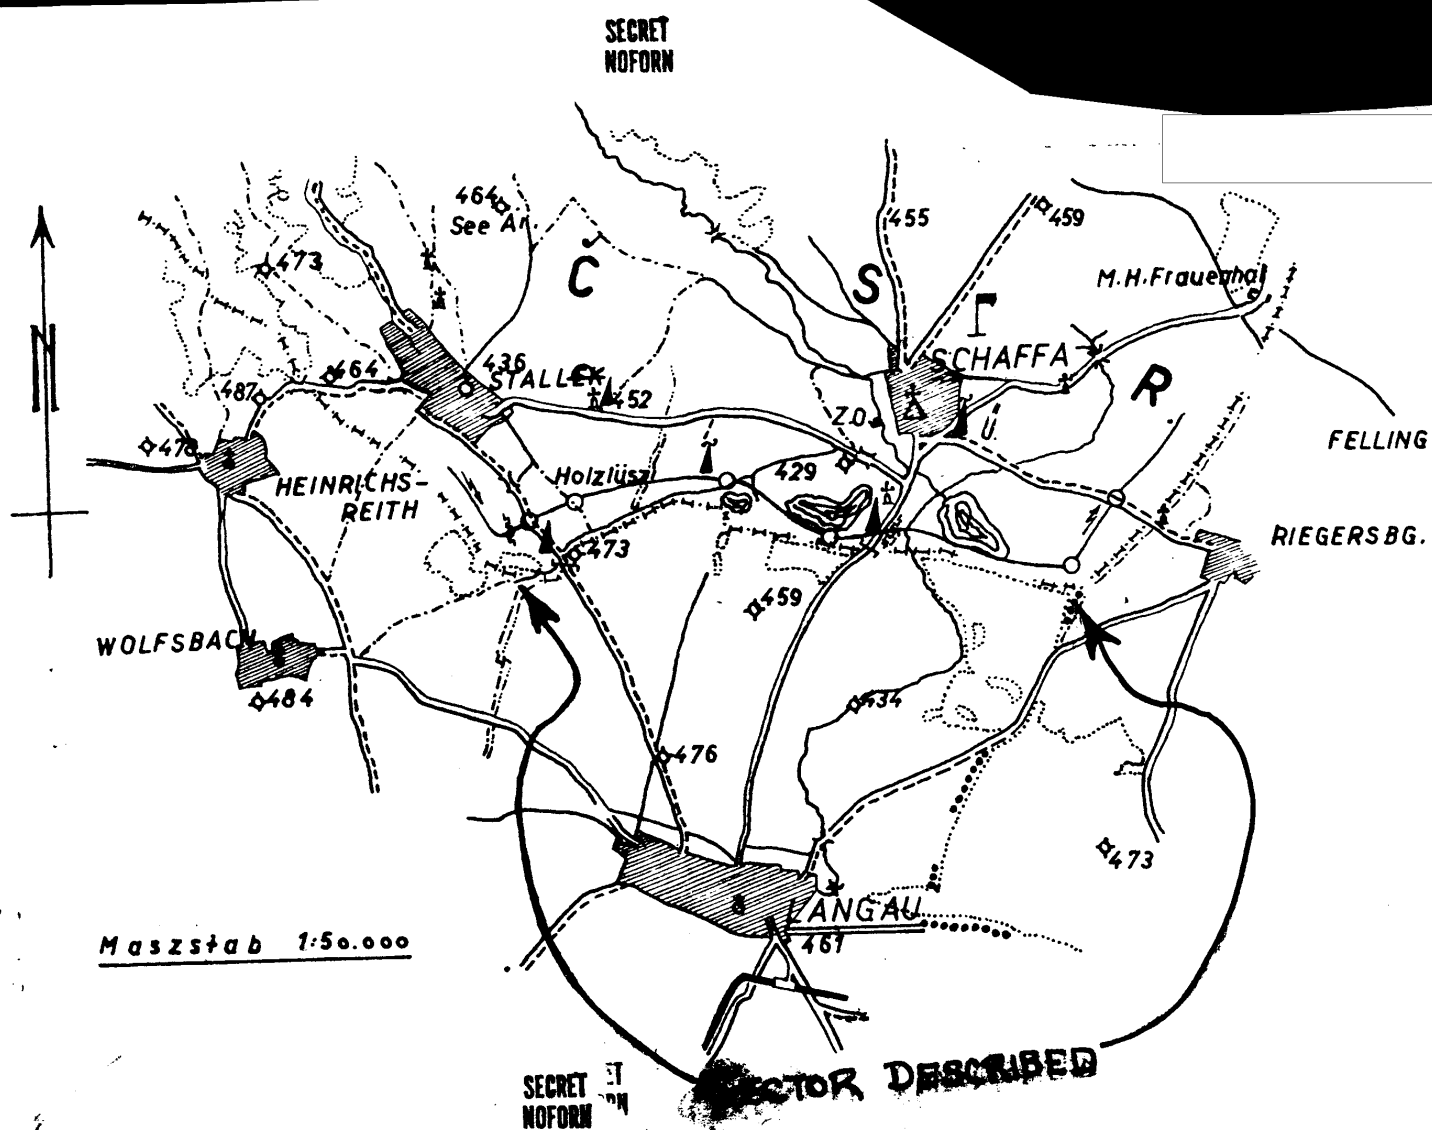 SECRET
NOFORN
464
See Ar.
455
459
473
Č
S
M.H.Frauenthal
N
436
SCHAFFA
464
STALLEK
R
487
452
Z.O.
Ü
478
429
FELLING
HEINRICHS-
REITH
Holzlüsz
473
RIEGERSBG.
459
WOLFSBACH
484
434
476
473
LANGAU
461
Maszstab 1:50.000
SECTOR DESCRIBED
SECRET
NOFORN